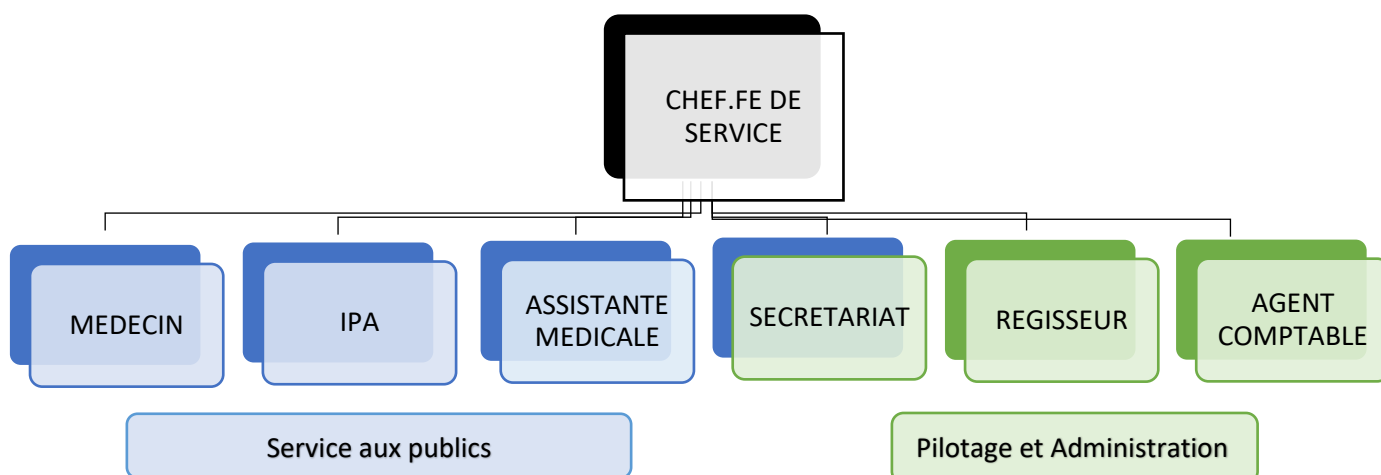 CHEF.FE DE
SERVICE
MEDECIN
IPA
ASSISTANTE
MEDICALE
SECRETARIAT
REGISSEUR
AGENT
COMPTABLE
Service aux publics
Pilotage et Administration